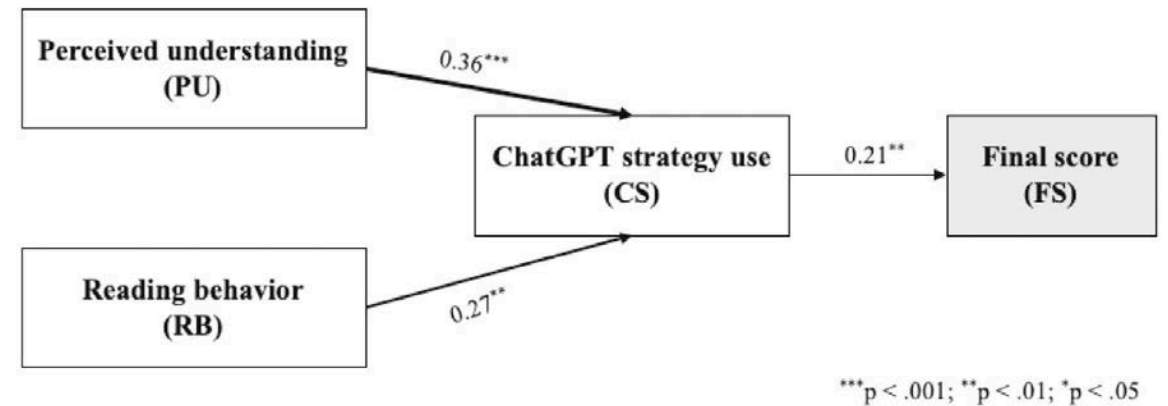 Perceived understanding
(PU)
0.36***
ChatGPT strategy use
(CS)
0.21**
Final score
(FS)
Reading behavior
(RB)
0.27**
***p < .001; **p < .01; *p < .05